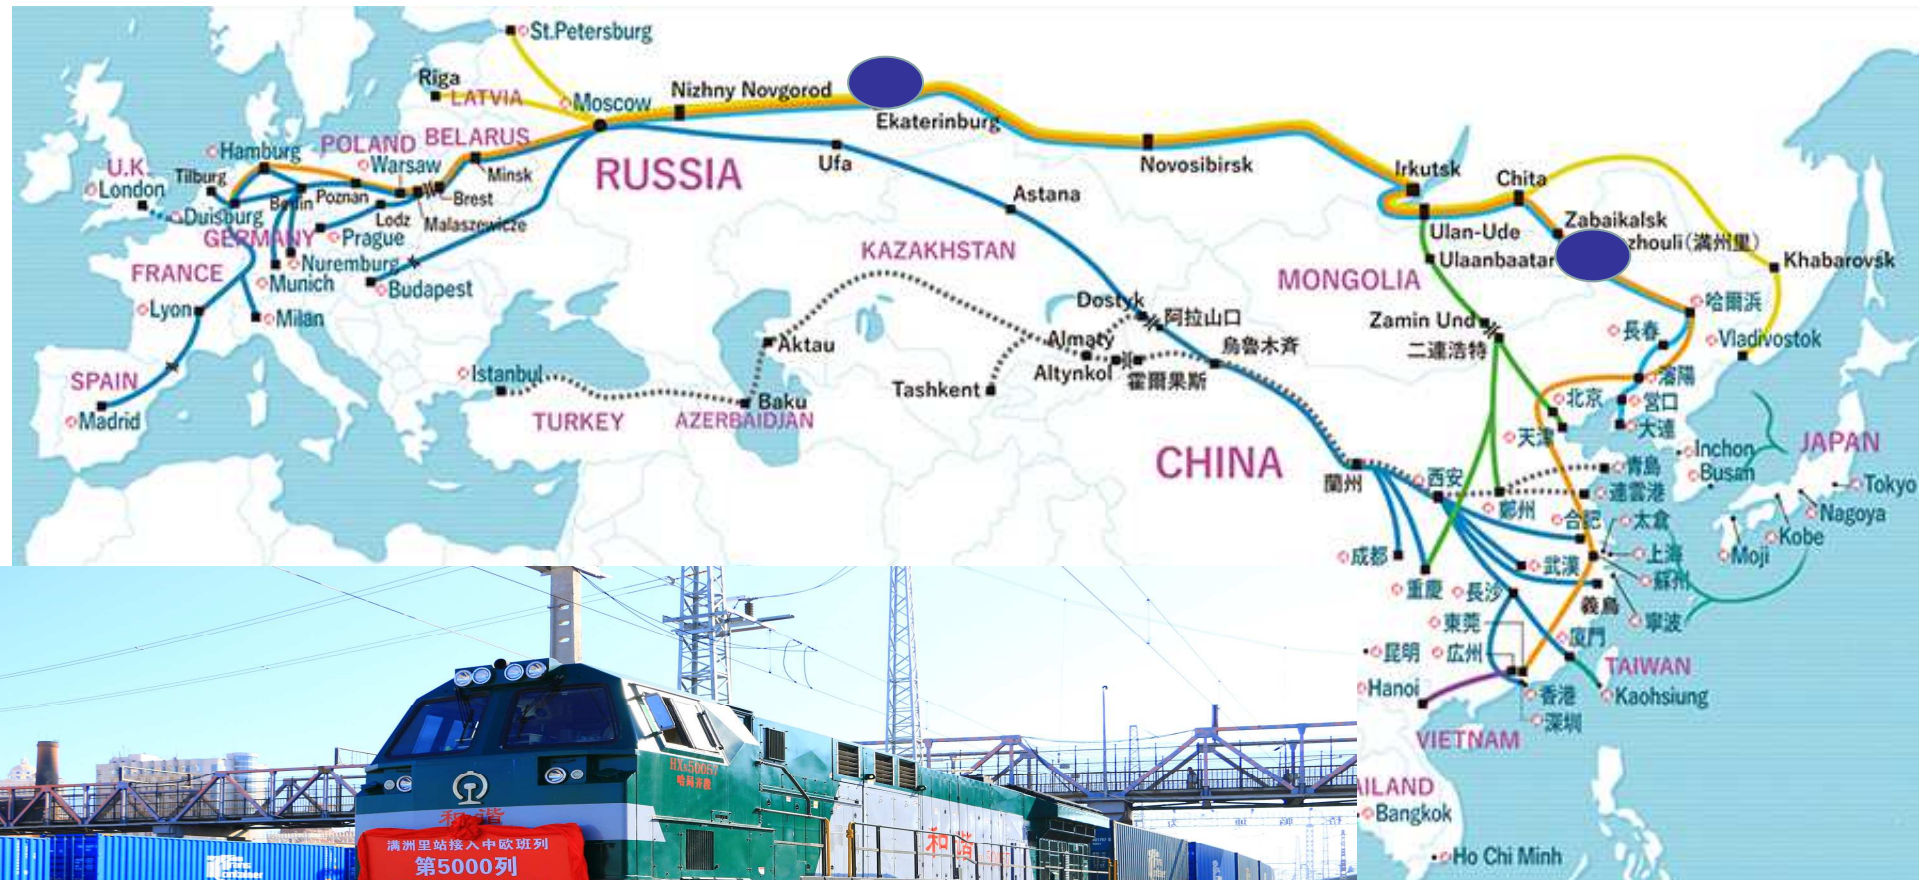 St.Petersburg
Riga
LATVIA
Moscow
Nizhny Novgorod
Ekaterinburg
POLAND
BELARUS
Hamburg
Warsaw
U.K.
Tilburg
London
Minsk
RUSSIA
Ufa
Novosibirsk
Irkutsk
Chita
Duisburg
Berlin
Poznan
Brest
Lodz
Malaszewicze
Astana
Zabaikalsk
zhouli(満州里)
GERMANY
Prague
Ulan-Ude
KAZAKHSTAN
Ulaanbaatar
Khabarovsk
FRANCE
Nuremburg
Munich
Budapest
MONGOLIA
Lyon
Milan
Dostyk
阿拉山口
哈爾浜
Zamin Und
長春
Vladivostok
Almaty
Aktau
烏魯木斉
二連浩特
Istanbul
Altynkol
霍爾果斯
瀋陽
SPAIN
Tashkent
Baku
北京
営口
Madrid
TURKEY
AZERBAIDJAN
天津
大連
CHINA
Inchon
JAPAN
Busan
蘭州
西安
青島
連雲港
Tokyo
鄭州
合肥
太倉
Nagoya
Kobe
成都
武漢
上海
Moji
重慶
長沙
蘇州
義烏
寧波
東莞
廈門
昆明
広州
TAIWAN
Hanoi
香港
Kaohsiung
深圳
VIETNAM
AILAND
Bangkok
Ho Chi Minh
和谐
满洲里站接入中欧班列
第5000列
和谐